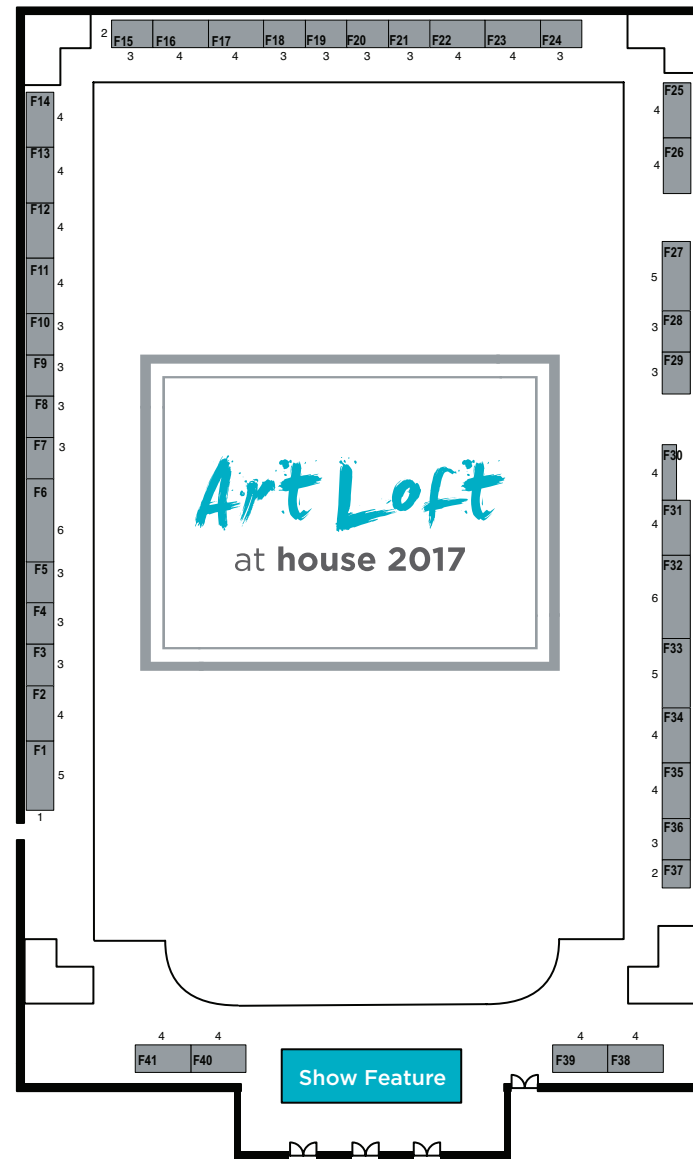 2 F15 F16 F17 F18 F19 F20 F21 F22 F23 F24
3 4 4 3 3 3 3 4 4 3
F14 4
F13 4
F12 4
F11 4
F10 3
F9 3
F8 3
F7 3
F6 6
F5 3
F4 3
F3 3
F2 4
F1 5
1
Art Loft
at house 2017
F25
4
F26
4
F27
5
F28
3
F29
3
F30
4
F31
4
F32
6
F33
5
F34
4
F35
4
F36
3
F37
2
4 4
F41 F40
Show Feature
4 4
F39 F38